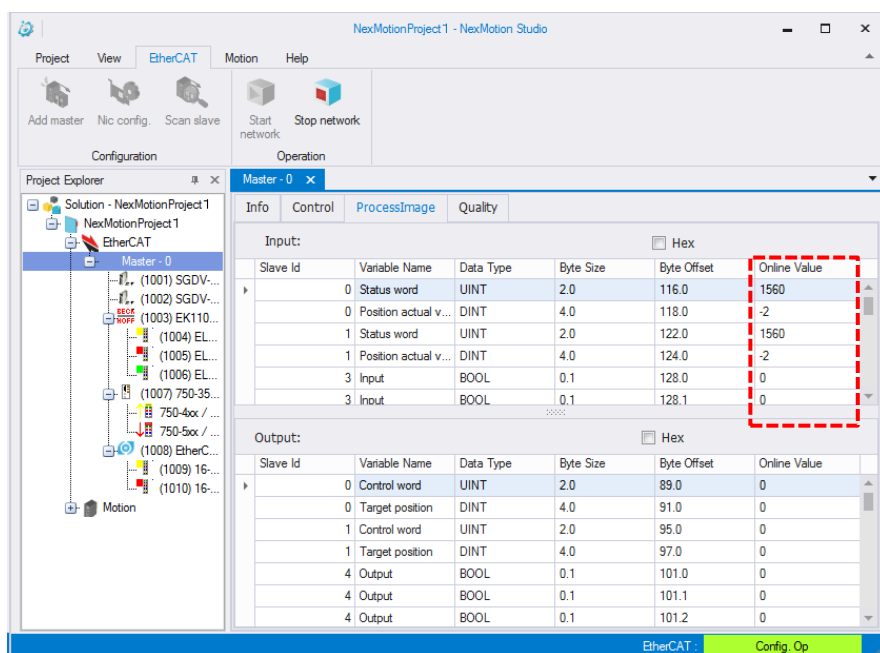 NexMotionProject1 - NexMotion Studio
Project View EtherCAT Motion Help
Add master Nic config. Scan slave Start network Stop network
Configuration Operation
Project Explorer
Solution - NexMotionProject1
NexMotionProject1
EtherCAT
Master - 0
(1001) SGDV-...
(1002) SGDV-...
BECK HOFF (1003) EK110...
(1004) EL...
(1005) EL...
(1006) EL...
(1007) 750-35...
750-4xx / ...
750-5xx / ...
(1008) EtherC...
(1009) 16-...
(1010) 16-...
Motion
Master - 0
Info Control ProcessImage Quality
Input: Hex
Slave Id Variable Name Data Type Byte Size Byte Offset Online Value
0 Status word UINT 2.0 116.0 1560
0 Position actual v... DINT 4.0 118.0 -2
1 Status word UINT 2.0 122.0 1560
1 Position actual v... DINT 4.0 124.0 -2
3 Input BOOL 0.1 128.0 0
3 Input BOOL 0.1 128.1 0
Output: Hex
Slave Id Variable Name Data Type Byte Size Byte Offset Online Value
0 Control word UINT 2.0 89.0 0
0 Target position DINT 4.0 91.0 0
1 Control word UINT 2.0 95.0 0
1 Target position DINT 4.0 97.0 0
4 Output BOOL 0.1 101.0 0
4 Output BOOL 0.1 101.1 0
4 Output BOOL 0.1 101.2 0
EtherCAT : Config. Op